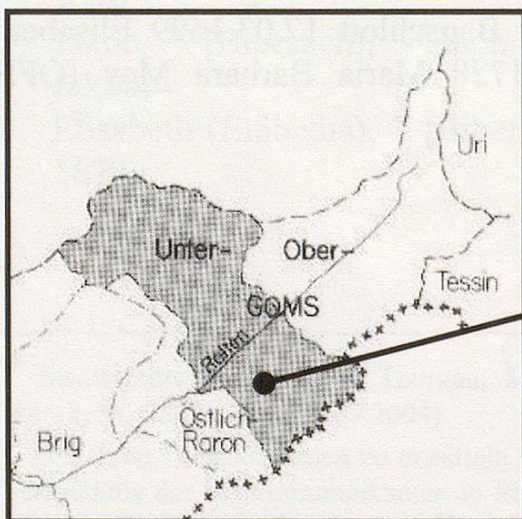 Uri
Unter-
Ober-
Tessin
GOMS
Rotten
Östlich-
Raron
Brig